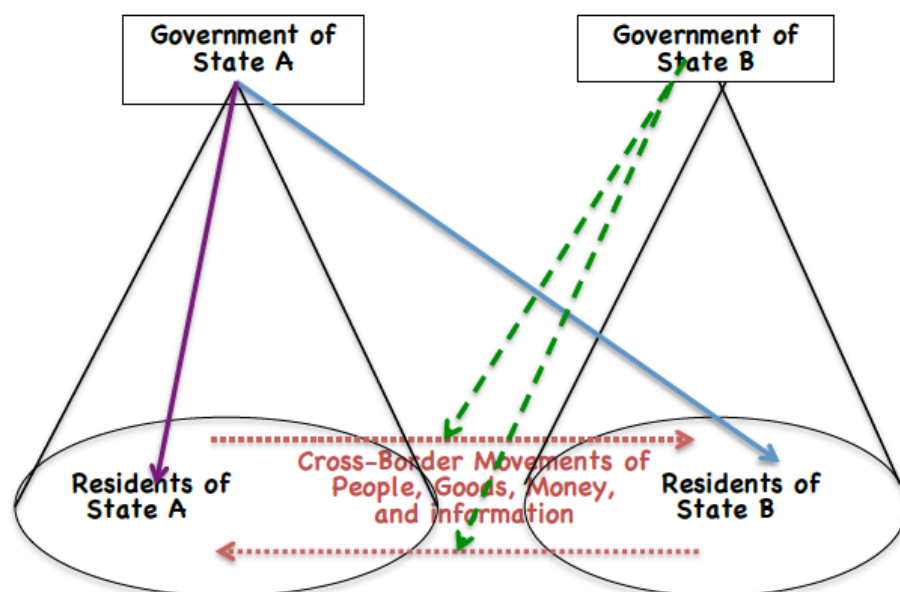 Government of
State A
Government of
State B
Cross-Border Movements of
People, Goods, Money,
and information
Residents of
State A
Residents of
State B